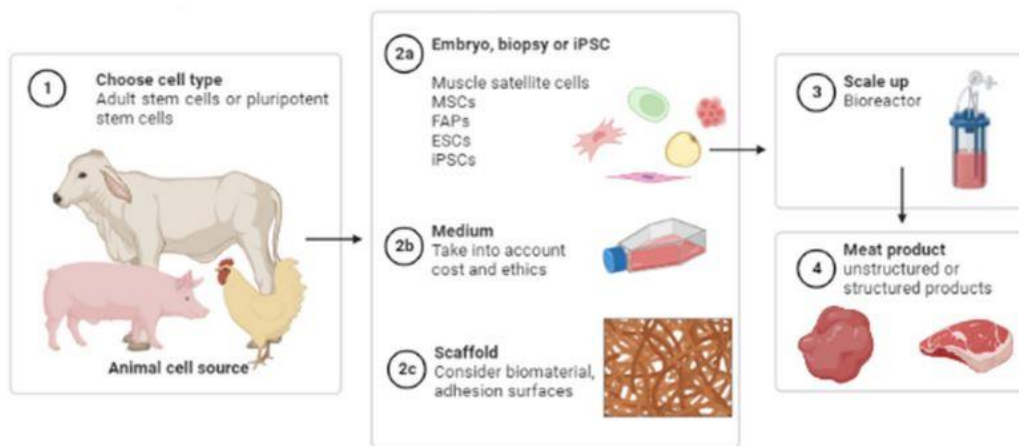 1
Choose cell type
Adult stem cells or pluripotent
stem cells
Animal cell source
2a
Embryo, biopsy or iPSC
Muscle satellite cells
MSCs
FAPs
ESCs
iPSCs
2b
Medium
Take into account
cost and ethics
2c
Scaffold
Consider biomaterial,
adhesion surfaces
3
Scale up
Bioreactor
4
Meat product
unstructured or
structured products